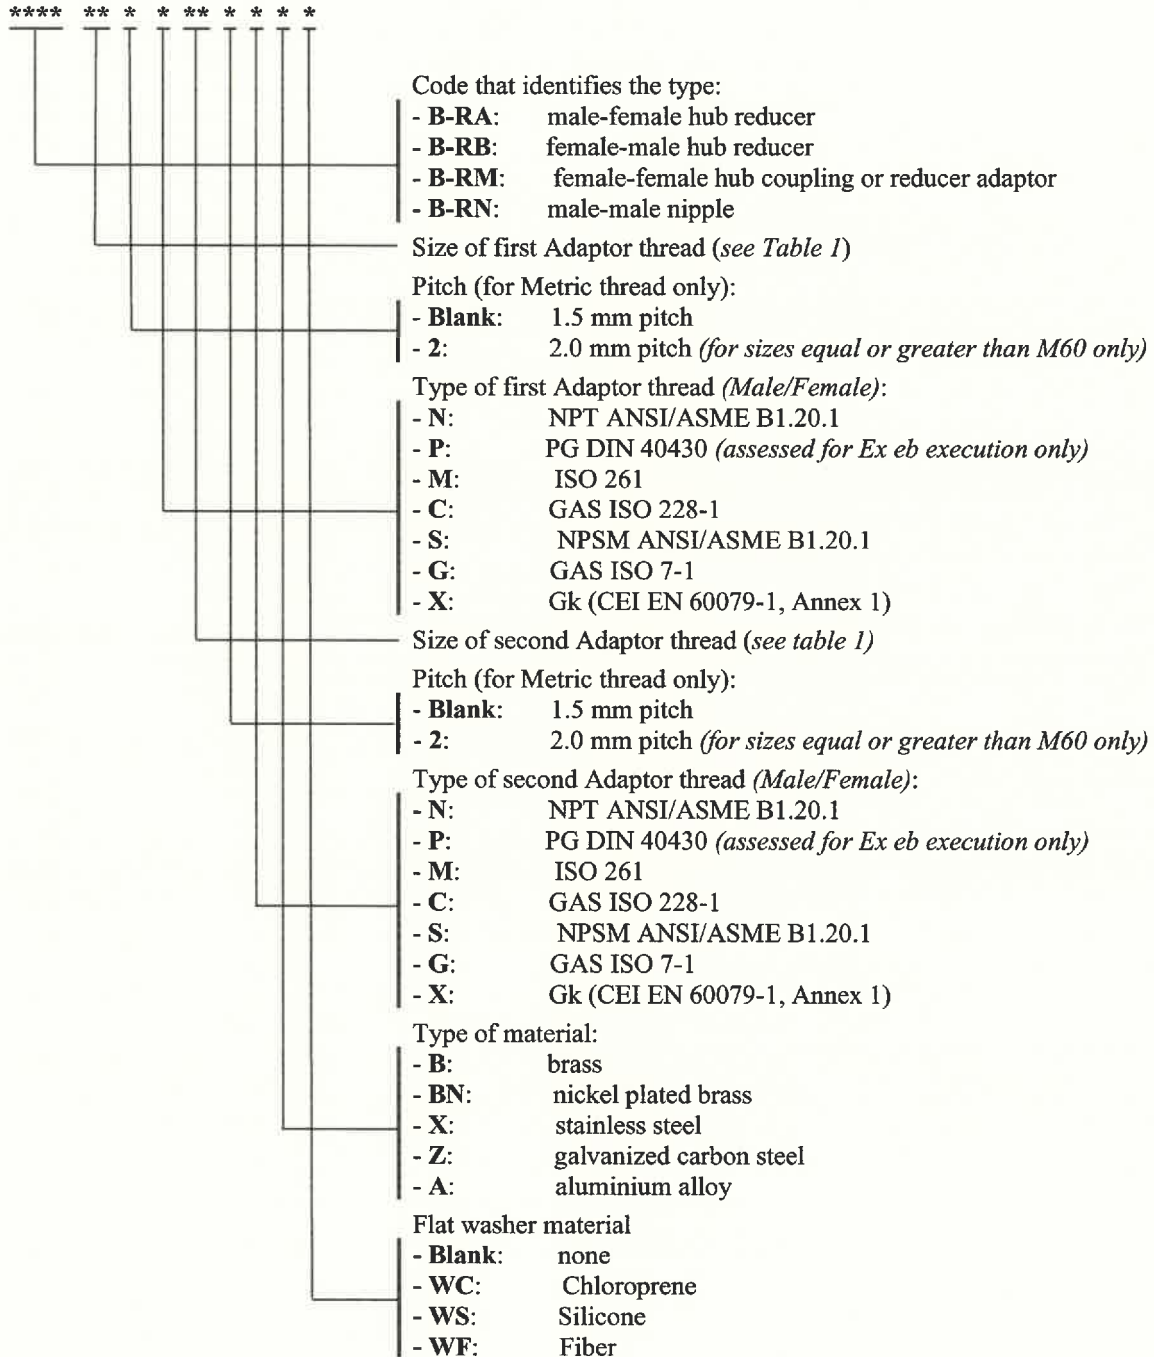 **** ** * * ** * * * *
Code that identifies the type:
- B-RA: male-female hub reducer
- B-RB: female-male hub reducer
- B-RM: female-female hub coupling or reducer adaptor
- B-RN: male-male nipple
Size of first Adaptor thread (see Table 1)
Pitch (for Metric thread only):
- Blank: 1.5 mm pitch
- 2: 2.0 mm pitch (for sizes equal or greater than M60 only)
Type of first Adaptor thread (Male/Female):
- N: NPT ANSI/ASME B1.20.1
- P: PG DIN 40430 (assessed for Ex eb execution only)
- M: ISO 261
- C: GAS ISO 228-1
- S: NPSM ANSI/ASME B1.20.1
- G: GAS ISO 7-1
- X: Gk (CEI EN 60079-1, Annex 1)
Size of second Adaptor thread (see table 1)
Pitch (for Metric thread only):
- Blank: 1.5 mm pitch
- 2: 2.0 mm pitch (for sizes equal or greater than M60 only)
Type of second Adaptor thread (Male/Female):
- N: NPT ANSI/ASME B1.20.1
- P: PG DIN 40430 (assessed for Ex eb execution only)
- M: ISO 261
- C: GAS ISO 228-1
- S: NPSM ANSI/ASME B1.20.1
- G: GAS ISO 7-1
- X: Gk (CEI EN 60079-1, Annex 1)
Type of material:
- B: brass
- BN: nickel plated brass
- X: stainless steel
- Z: galvanized carbon steel
- A: aluminium alloy
Flat washer material
- Blank: none
- WC: Chloroprene
- WS: Silicone
- WF: Fiber